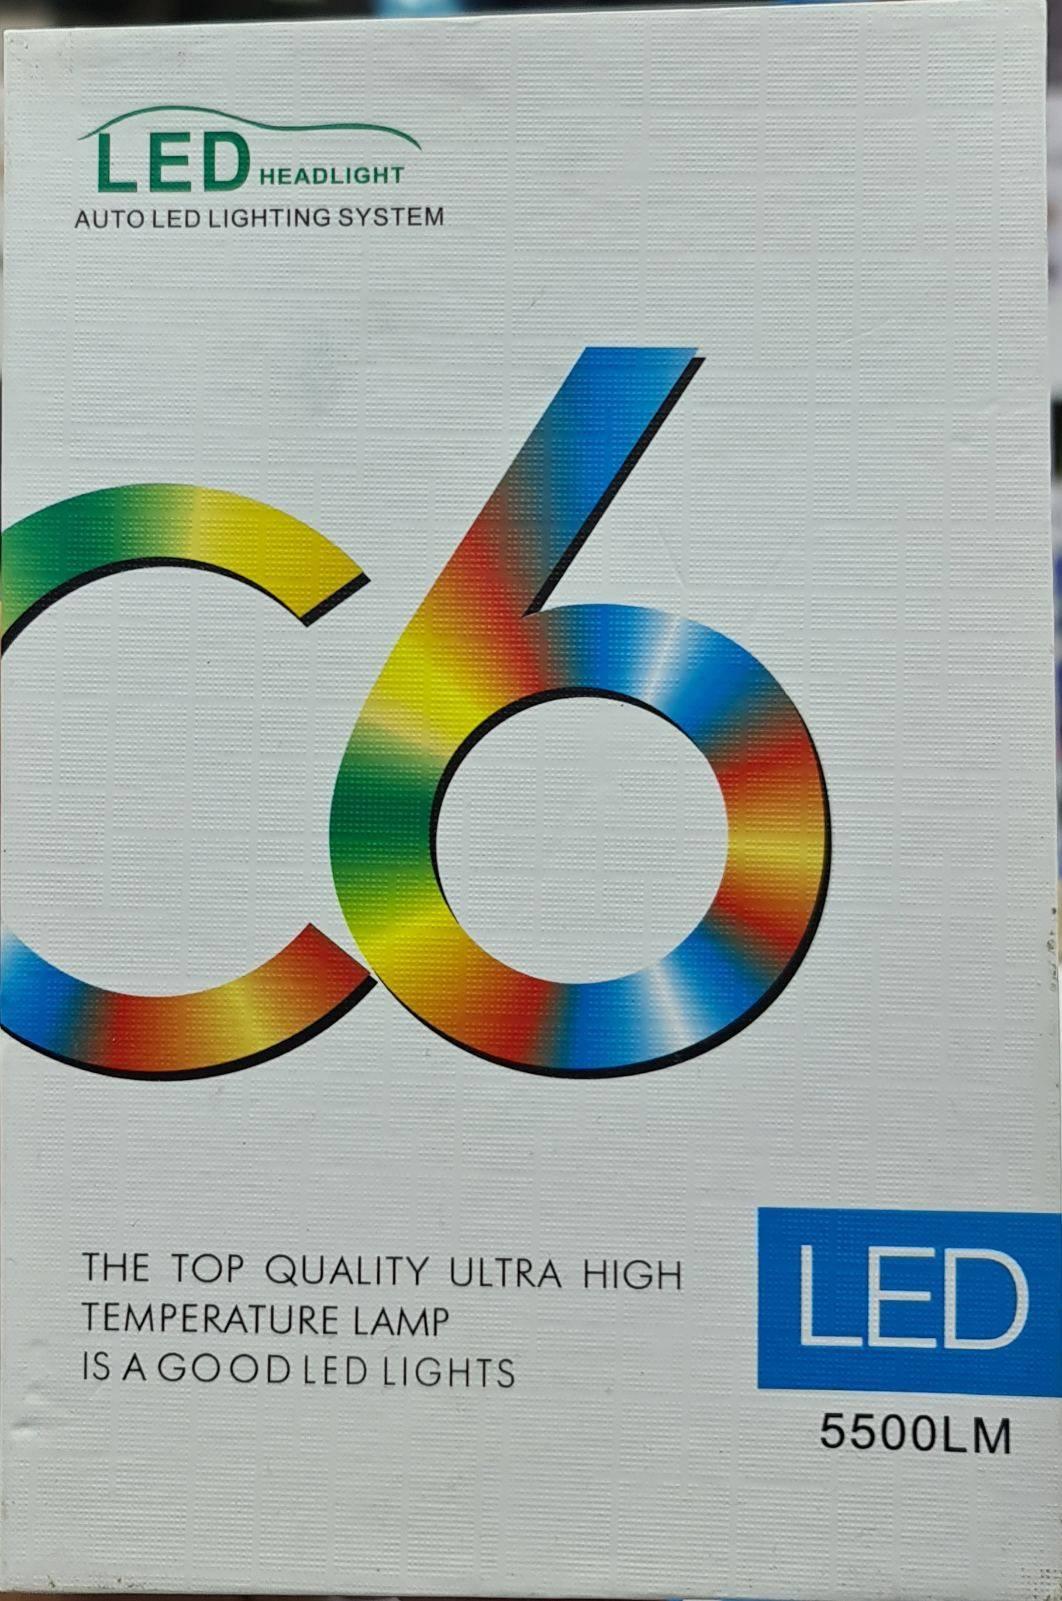 LED HEADLIGHT
AUTO LED LIGHTING SYSTEM
C6
THE TOP QUALITY ULTRA HIGH
TEMPERATURE LAMP
IS A GOOD LED LIGHTS
LED
5500LM